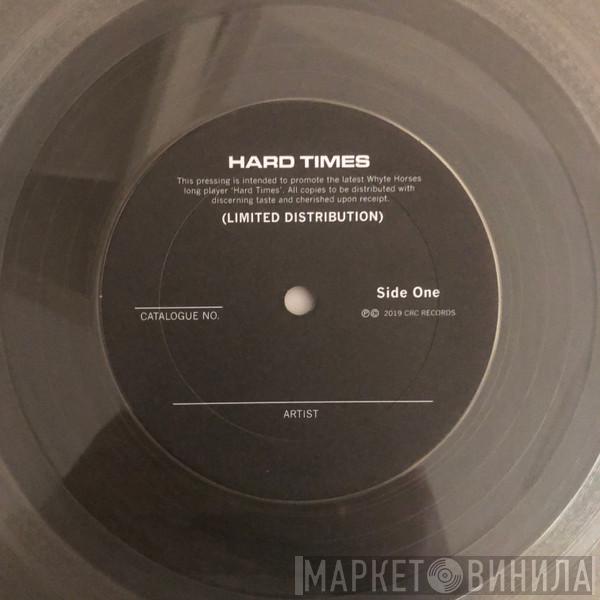 HARD TIMES
This pressing is intended to promote the latest Whyte Horses
long player 'Hard Times'. All copies to be distributed with
discerning taste and cherished upon receipt.
(LIMITED DISTRIBUTION)
Side One
CATALOGUE NO.
℗© 2019 CRC RECORDS
ARTIST
МАРКЕТ ВИНИЛА